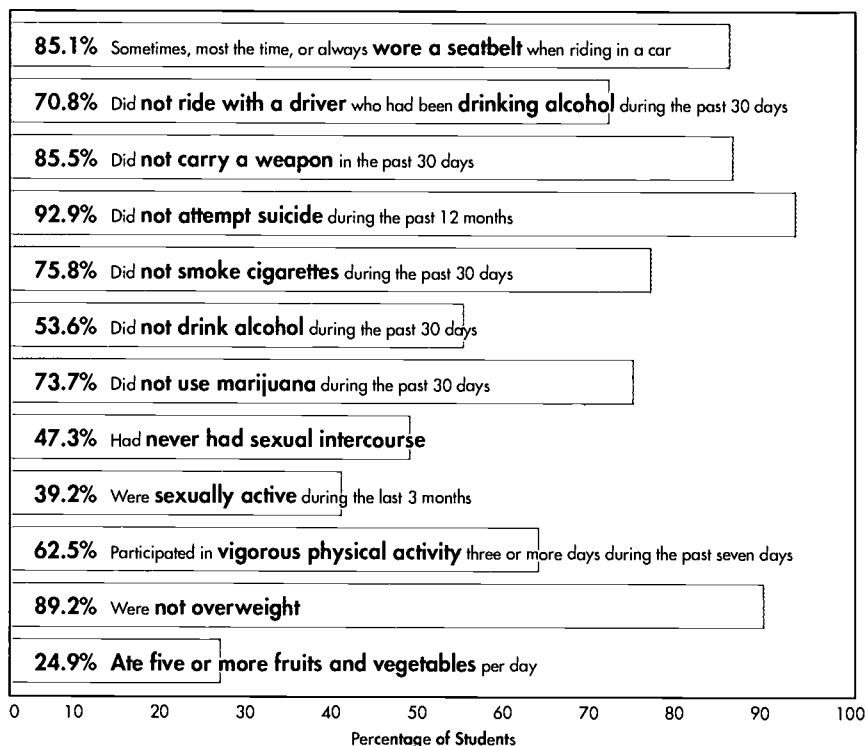 85.1% Sometimes, most the time, or always wore a seatbelt when riding in a car
70.8% Did not ride with a driver who had been drinking alcohol during the past 30 days
85.5% Did not carry a weapon in the past 30 days
92.9% Did not attempt suicide during the past 12 months
75.8% Did not smoke cigarettes during the past 30 days
53.6% Did not drink alcohol during the past 30 days
73.7% Did not use marijuana during the past 30 days
47.3% Had never had sexual intercourse
39.2% Were sexually active during the last 3 months
62.5% Participated in vigorous physical activity three or more days during the past seven days
89.2% Were not overweight
24.9% Ate five or more fruits and vegetables per day
0 10 20 30 40 50 60 70 80 90 100
Percentage of Students